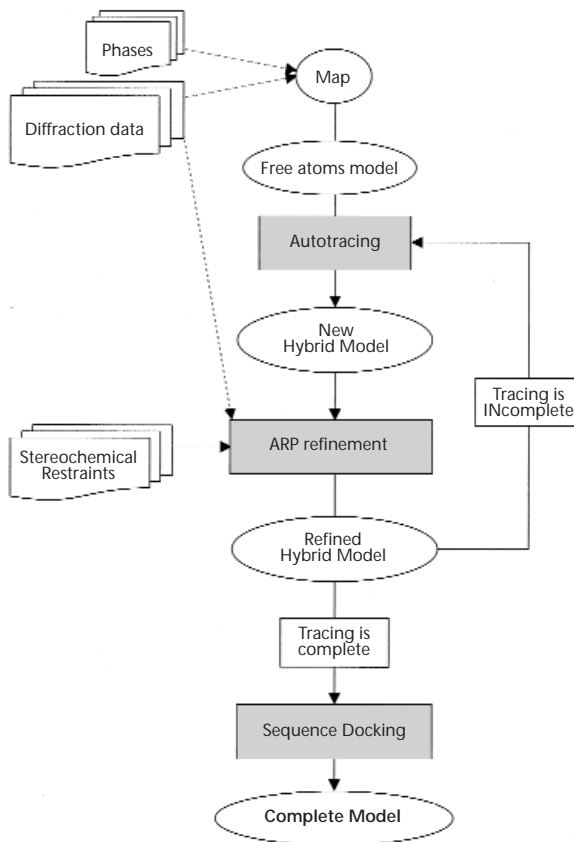 Phases
Map
Diffraction data
Free atoms model
Autotracing
New
Hybrid Model
Tracing is
INcomplete
Stereochemical
Restraints
ARP refinement
Refined
Hybrid Model
Tracing is
complete
Sequence Docking
Complete Model